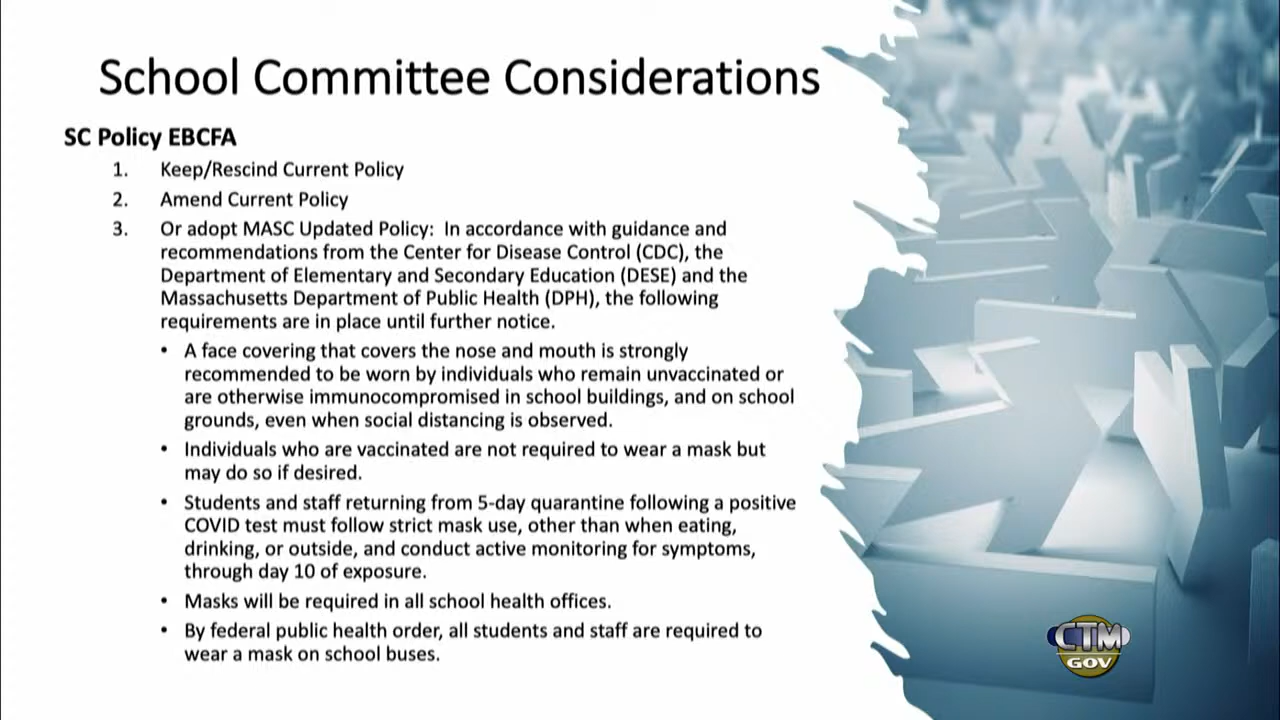 School Committee Considerations
SC Policy EBCFA
1. Keep/Rescind Current Policy
2. Amend Current Policy
3. Or adopt MASC Updated Policy: In accordance with guidance and
recommendations from the Center for Disease Control (CDC), the
Department of Elementary and Secondary Education (DESE) and the
Massachusetts Department of Public Health (DPH), the following
requirements are in place until further notice.
• A face covering that covers the nose and mouth is strongly
recommended to be worn by individuals who remain unvaccinated or
are otherwise immunocompromised in school buildings, and on school
grounds, even when social distancing is observed.
• Individuals who are vaccinated are not required to wear a mask but
may do so if desired.
• Students and staff returning from 5-day quarantine following a positive
COVID test must follow strict mask use, other than when eating,
drinking, or outside, and conduct active monitoring for symptoms,
through day 10 of exposure.
• Masks will be required in all school health offices.
• By federal public health order, all students and staff are required to
wear a mask on school buses.
CTM
GOV